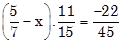 (5/7 − x) · 11/15 = −22/45